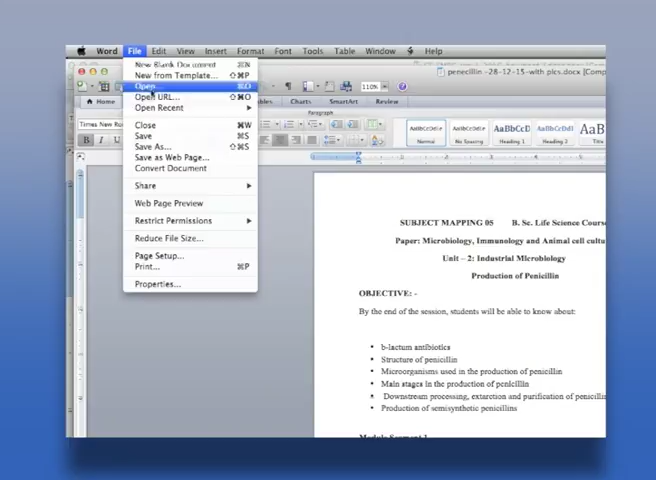 Word File Edit View Insert Format Font Tools Table Window Help
New Blank Document ⌘N
New from Template... ⇧⌘P
penecillin -28-12-15-with pics.docx [Comp
Open... ⌘O
110%
Open URL... ⇧⌘O
Home bles Charts SmartArt Review
Open Recent
Paragraph
Close ⌘W
Times New Ro
AaBbCcDdEe AaBbCcDdEe AaBbCc AaBbCcDdI AaB
Save ⌘S
B I U
Normal No Spacing Heading 1 Heading 2 Title
Save As... ⇧⌘S
Save as Web Page...
Convert Document
Share
Web Page Preview
Restrict Permissions
Reduce File Size...
Page Setup...
Print... ⌘P
Properties...
SUBJECT MAPPING 05 B. Sc. Life Science Cours
Paper: Microbiology, Immunology and Animal cell cultu
Unit – 2: Industrial Microbiology
Production of Penicillin
OBJECTIVE: -
By the end of the session, students will be able to know about:
• b-lactum antibiotics
• Structure of penicillin
• Microorganisms used in the production of penicillin
• Main stages in the production of penicillin
• Downstream processing, extarction and purification of penicillin
• Production of semisynthetic penicillins